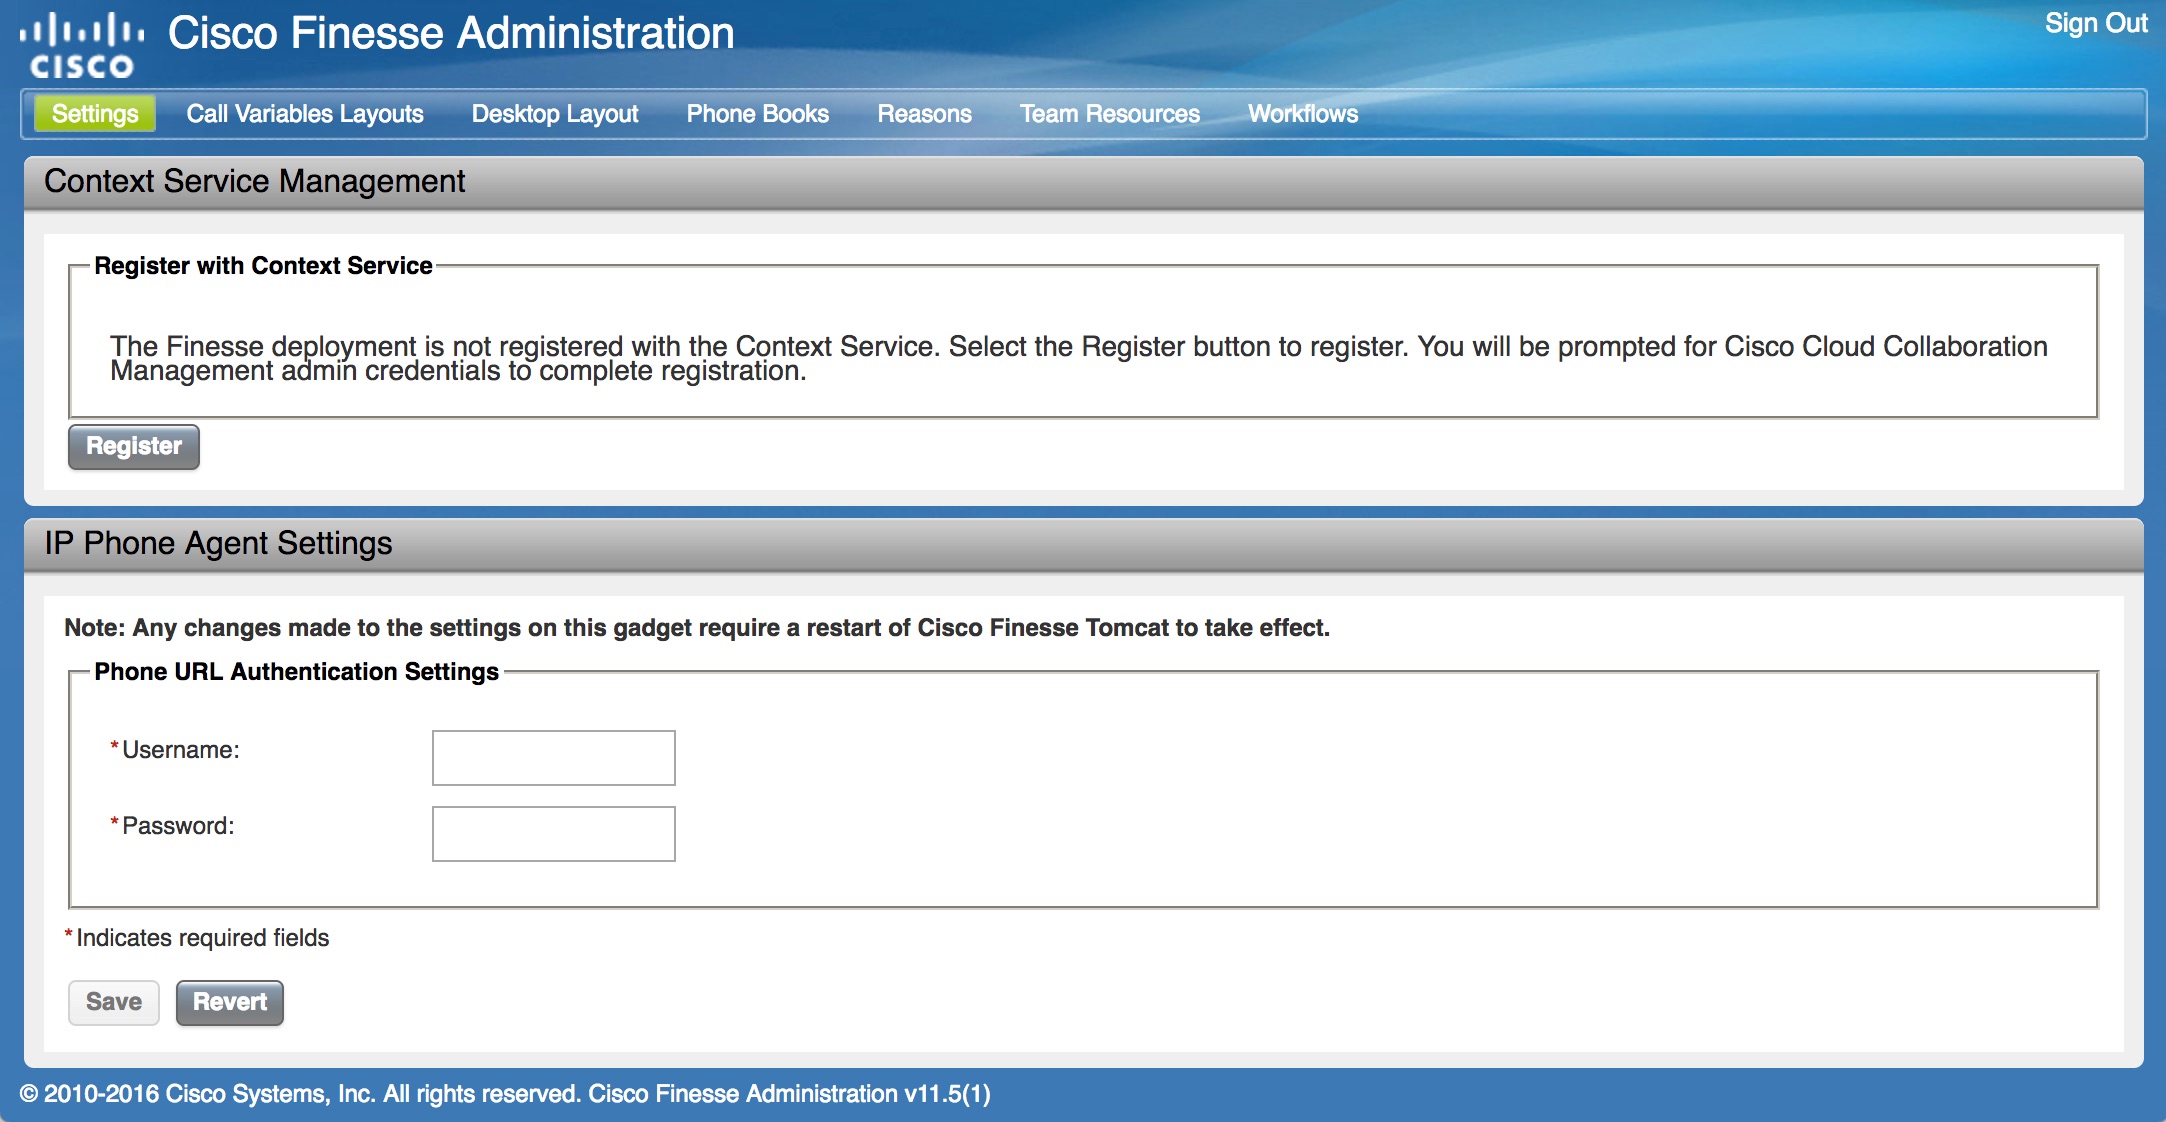 CISCO
Cisco Finesse Administration
Sign Out
Settings Call Variables Layouts Desktop Layout Phone Books Reasons Team Resources Workflows
Context Service Management
Register with Context Service
The Finesse deployment is not registered with the Context Service. Select the Register button to register. You will be prompted for Cisco Cloud Collaboration
Management admin credentials to complete registration.
Register
IP Phone Agent Settings
Note: Any changes made to the settings on this gadget require a restart of Cisco Finesse Tomcat to take effect.
Phone URL Authentication Settings
*Username:
*Password:
*Indicates required fields
Save Revert
© 2010-2016 Cisco Systems, Inc. All rights reserved. Cisco Finesse Administration v11.5(1)